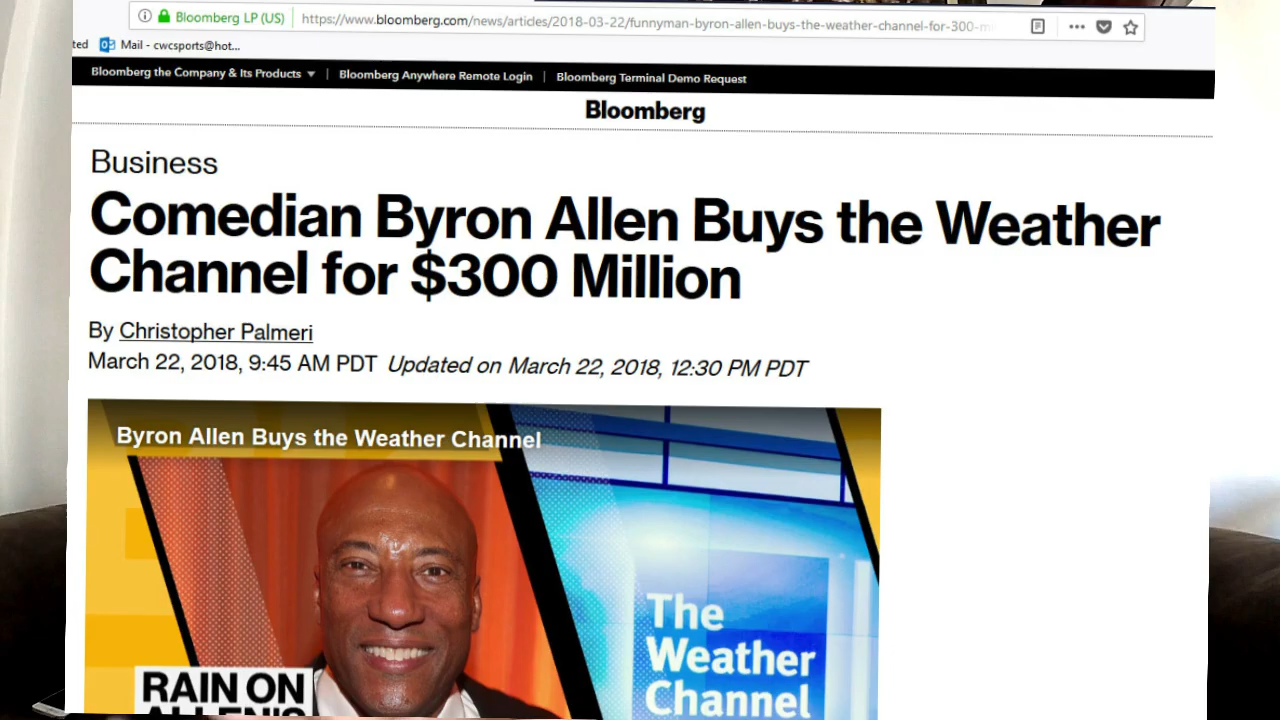 Bloomberg LP (US) https://www.bloomberg.com/news/articles/2018-03-22/funnyman-byron-allen-buys-the-weather-channel-for-300-m
ted Mail - cwcsports@hot...
Bloomberg the Company & Its Products ▼ | Bloomberg Anywhere Remote Login | Bloomberg Terminal Demo Request
Bloomberg
Business
Comedian Byron Allen Buys the Weather
Channel for $300 Million
By Christopher Palmeri
March 22, 2018, 9:45 AM PDT Updated on March 22, 2018, 12:30 PM PDT
Byron Allen Buys the Weather Channel
The
Weather
Channel
RAIN ON
ALLEN'S